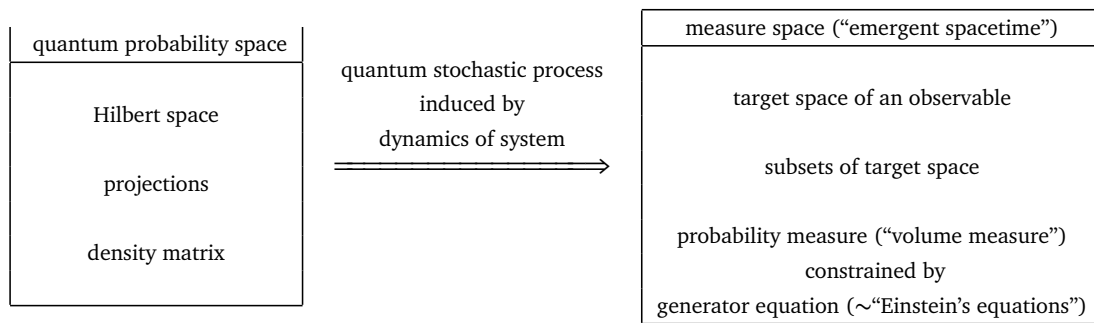 quantum probability space
Hilbert space
projections
density matrix
quantum stochastic process
induced by
dynamics of system
measure space (“emergent spacetime”)
target space of an observable
subsets of target space
probability measure (“volume measure”)
constrained by
generator equation (∼“Einstein’s equations”)